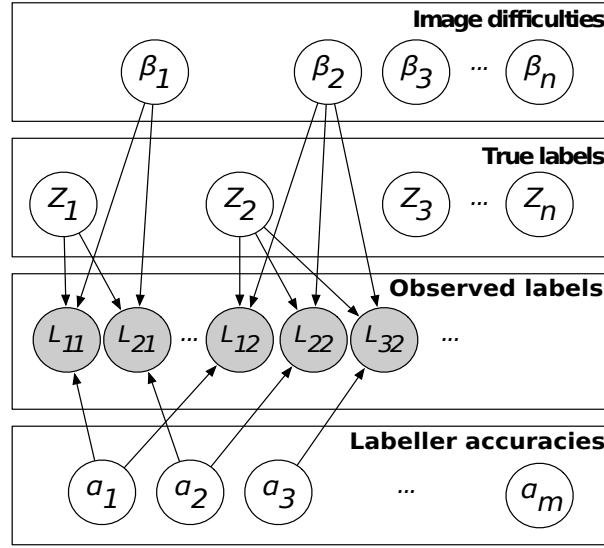 Image difficulties
β1 β2 β3 ... βn
True labels
Z1 Z2 Z3 ... Zn
Observed labels
L11 L21 ... L12 L22 L32 ...
Labeller accuracies
a1 a2 a3 ... am